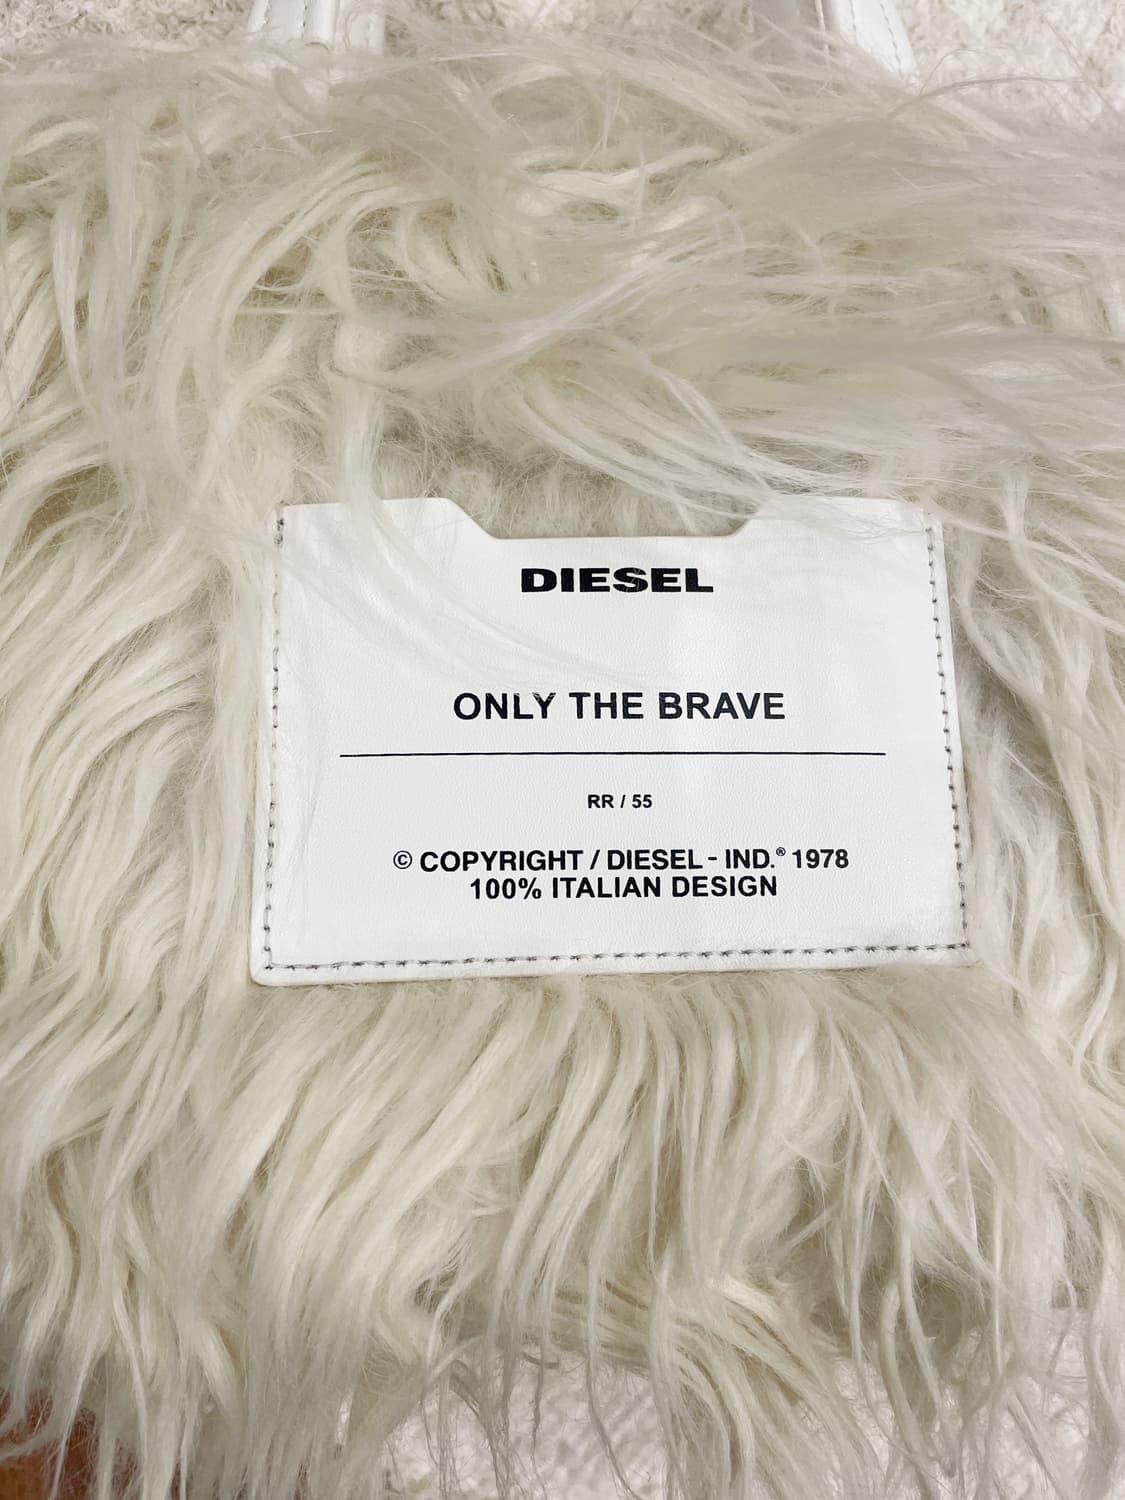 DIESEL
ONLY THE BRAVE
RR / 55
© COPYRIGHT / DIESEL - IND.® 1978
100% ITALIAN DESIGN